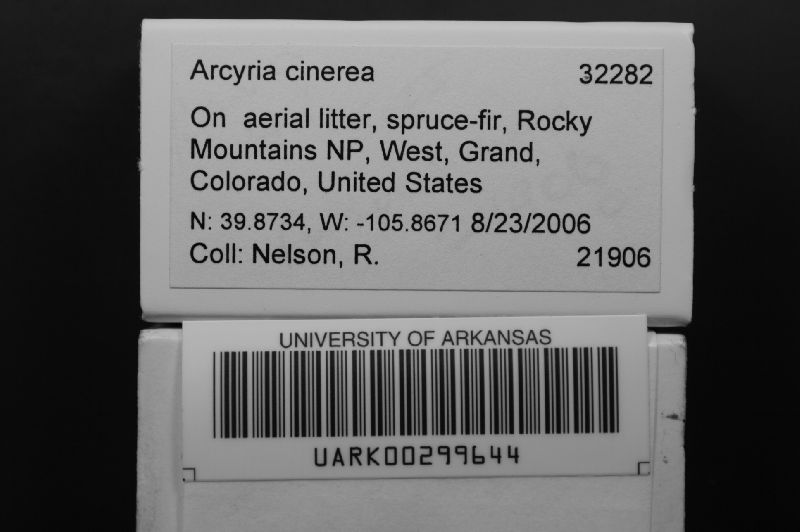 Arcyria cinerea 32282
On aerial litter, spruce-fir, Rocky
Mountains NP, West, Grand,
Colorado, United States
N: 39.8734, W: -105.8671 8/23/2006
Coll: Nelson, R. 21906
UNIVERSITY OF ARKANSAS
UARK00299644